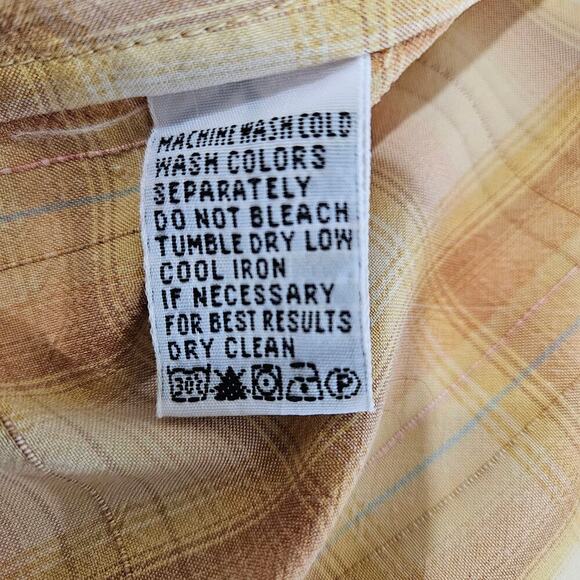 MACHINE WASH COLD
WASH COLORS
SEPARATELY
DO NOT BLEACH
TUMBLE DRY LOW
COOL IRON
IF NECESSARY
FOR BEST RESULTS
DRY CLEAN
30° P